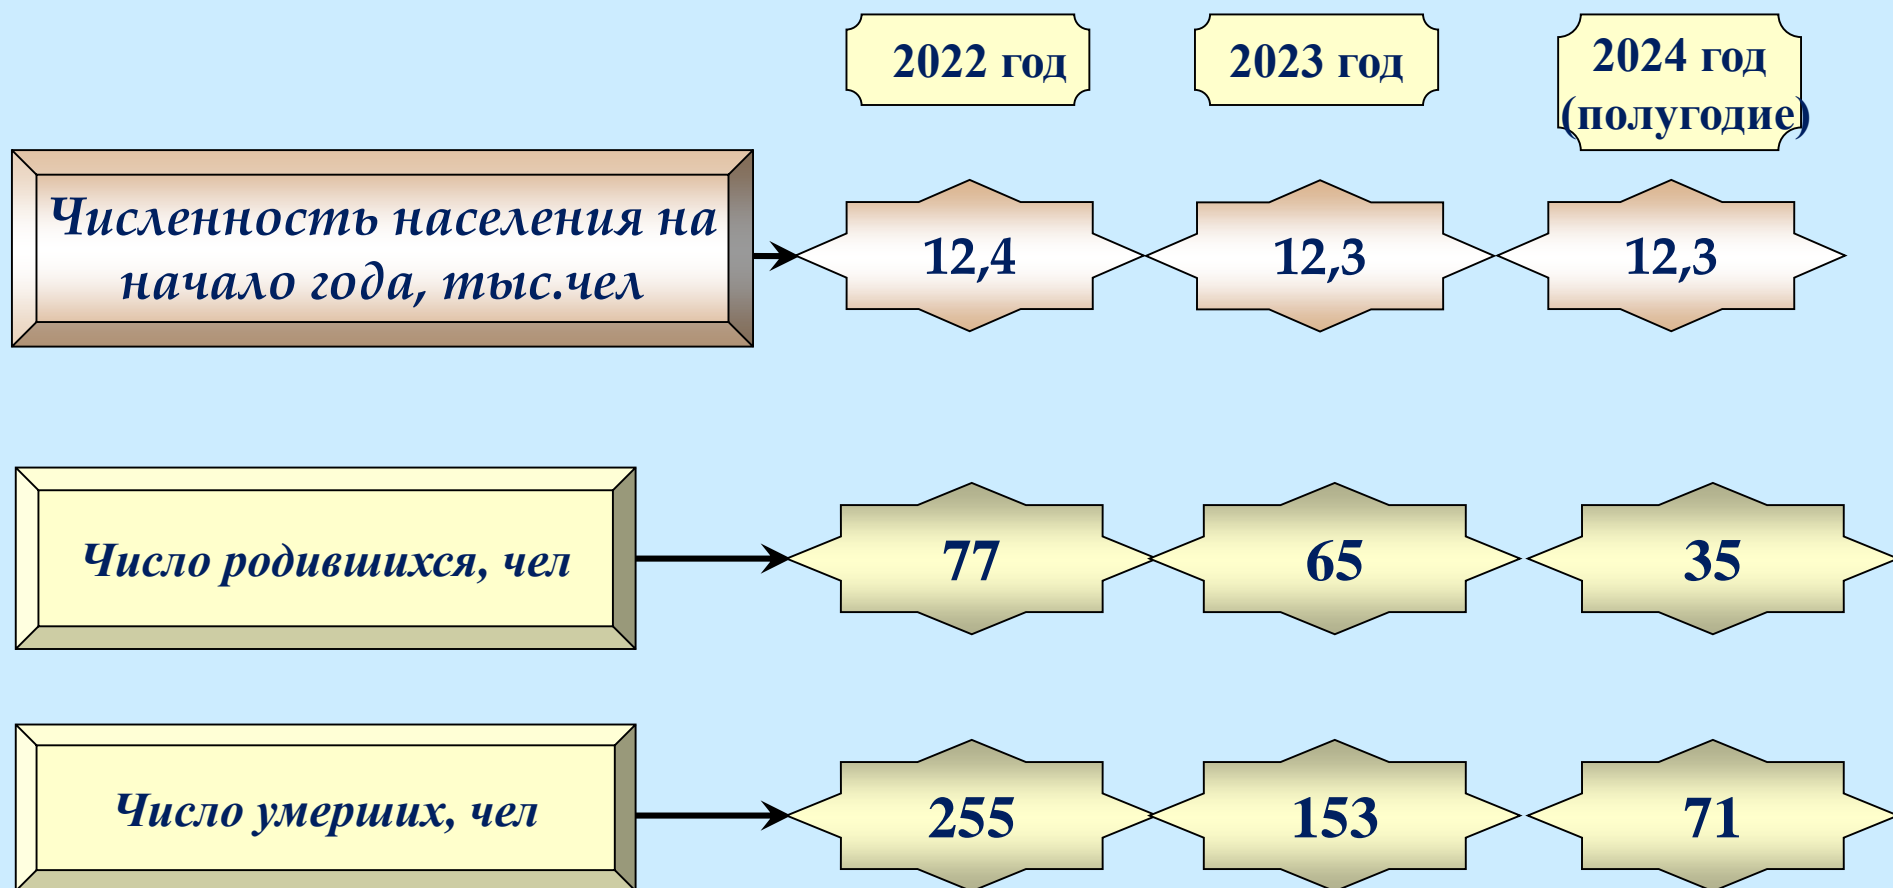 2022 год
2023 год
2024 год
(полугодие)
Численность населения на
начало года, тыс.чел
12,4
12,3
12,3
Число родившихся, чел
77
65
35
Число умерших, чел
255
153
71